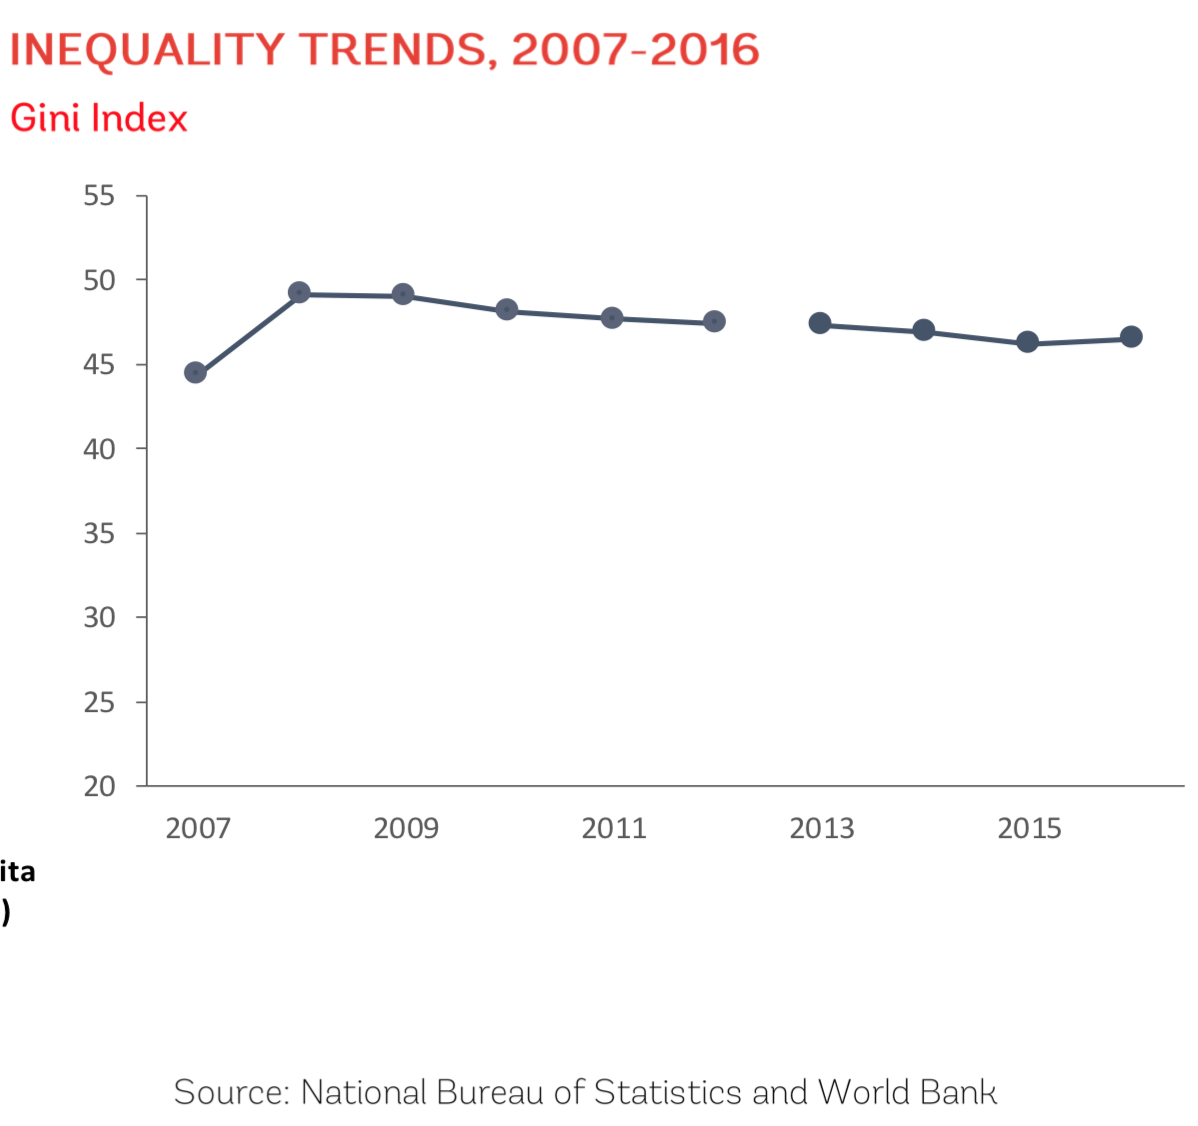 INEQUALITY TRENDS, 2007-2016
Gini Index
55
50
45
40
35
30
25
20
2007 2009 2011 2013 2015
ita
)
Source: National Bureau of Statistics and World Bank